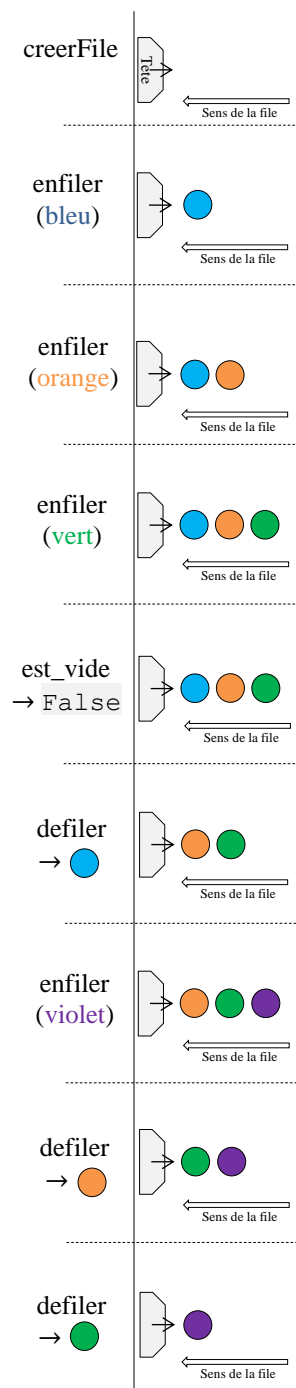 creerFile
Tête
Sens de la file
enfiler
(bleu)
Sens de la file
enfiler
(orange)
Sens de la file
enfiler
(vert)
Sens de la file
est_vide
→ False
Sens de la file
defiler
→
Sens de la file
enfiler
(violet)
Sens de la file
defiler
→
Sens de la file
defiler
→
Sens de la file